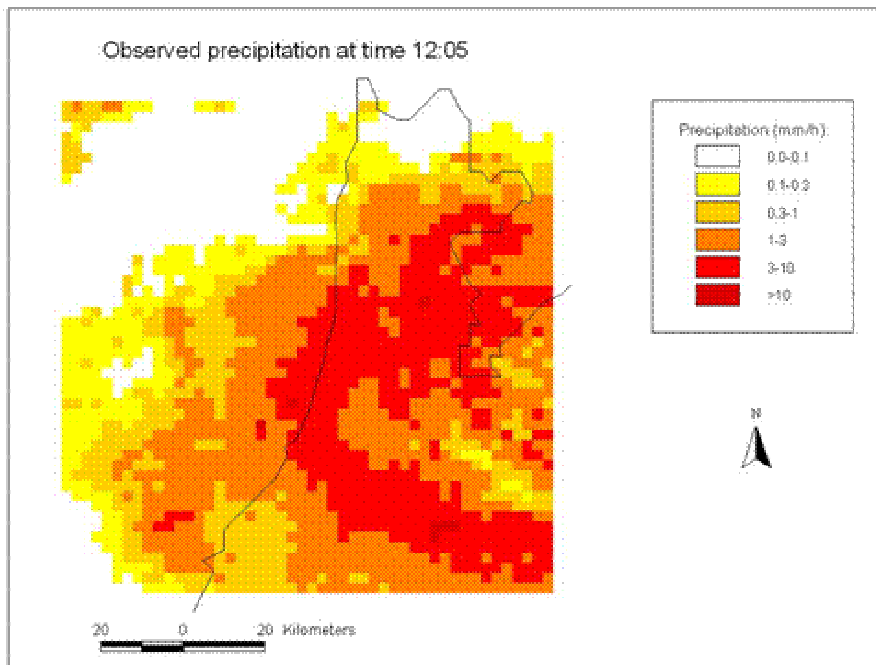 Observed precipitation at time 12:05
Precipitation (mm/h):
0.0-0.1
0.1-0.3
0.3-1
1-3
3-10
>10
N
20 0 20 Kilometers